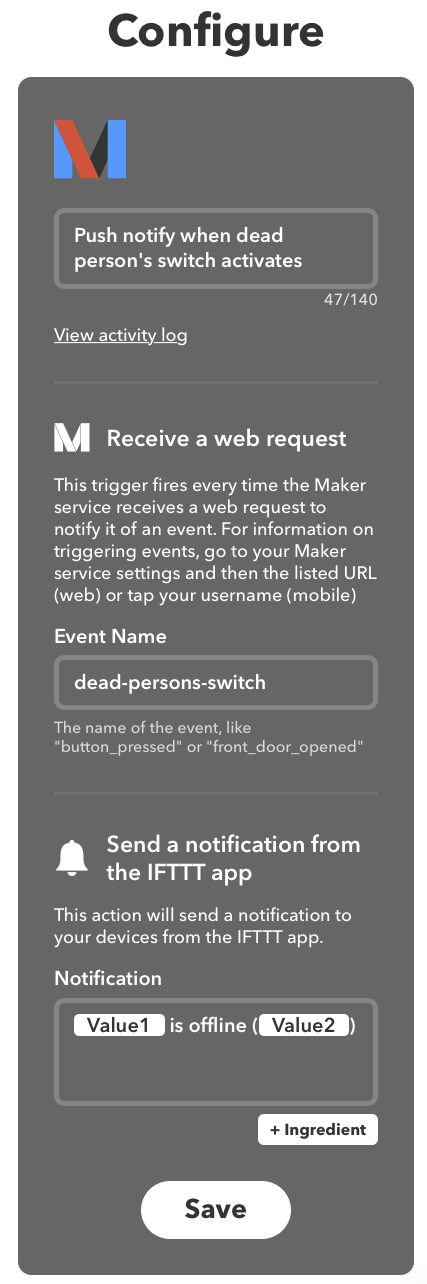 Configure
Push notify when dead
person's switch activates
47/140
View activity log
Receive a web request
This trigger fires every time the Maker
service receives a web request to
notify it of an event. For information on
triggering events, go to your Maker
service settings and then the listed URL
(web) or tap your username (mobile)
Event Name
dead-persons-switch
The name of the event, like
"button_pressed" or "front_door_opened"
Send a notification from
the IFTTT app
This action will send a notification to
your devices from the IFTTT app.
Notification
Value1 is offline (Value2)
+ Ingredient
Save